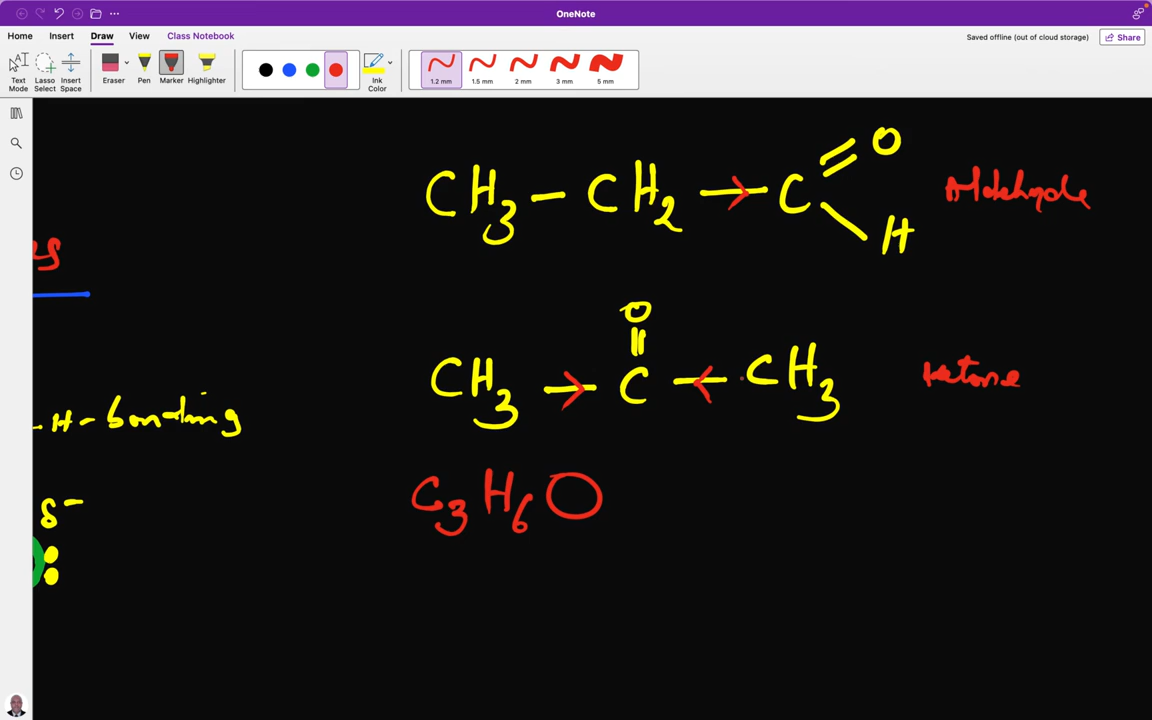 OneNote
Home Insert Draw View Class Notebook
Saved offline (out of cloud storage)
Share
Text Mode
Lasso Select
Insert Space
Eraser
Pen
Marker
Highlighter
Ink Color
1.2 mm
1.5 mm
2 mm
3 mm
5 mm
O
CH3 - CH2 → C
H
Aldehyde
O
CH3 → C ← CH3
ketone
H-bonding
C3H6O
δ-